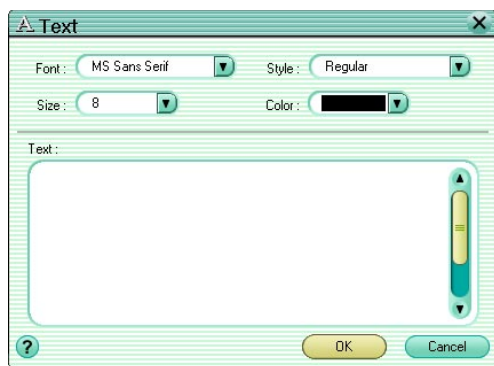 A Text
Font : MS Sans Serif Style : Regular
Size : 8 Color :
Text :
?
OK Cancel